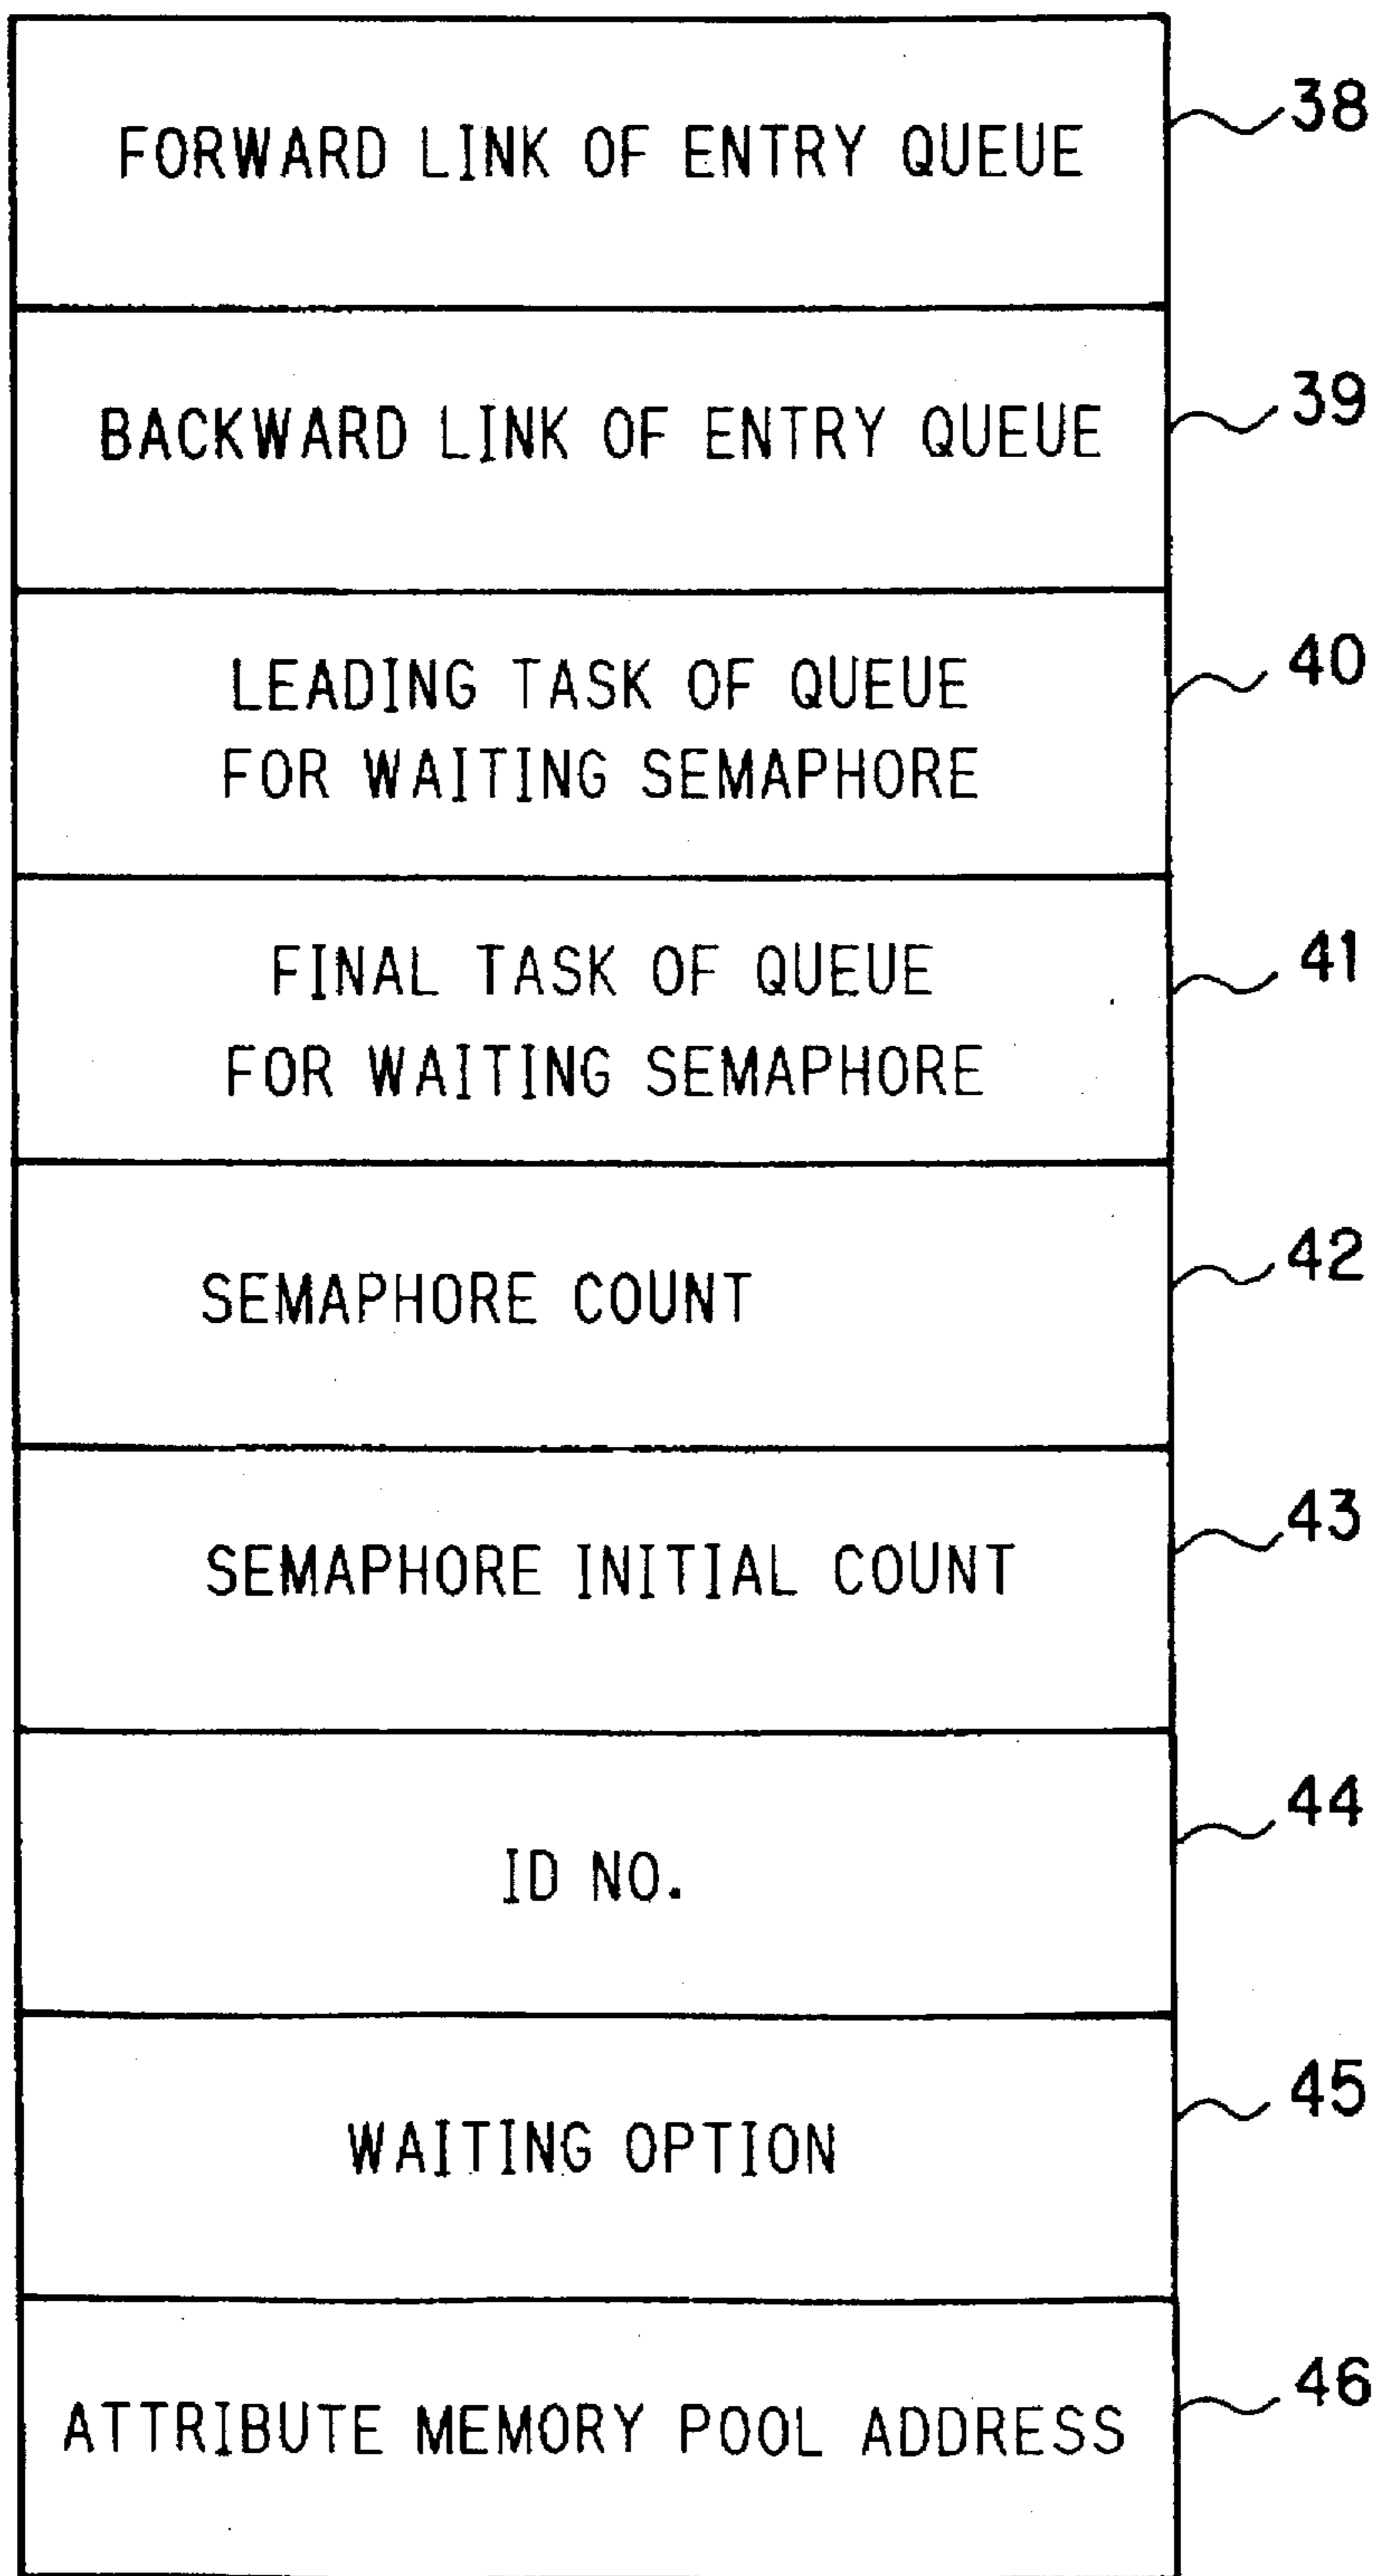 FORWARD LINK OF ENTRY QUEUE
38
BACKWARD LINK OF ENTRY QUEUE
39
LEADING TASK OF QUEUE
FOR WAITING SEMAPHORE
40
FINAL TASK OF QUEUE
FOR WAITING SEMAPHORE
41
SEMAPHORE COUNT
42
SEMAPHORE INITIAL COUNT
43
ID NO.
44
WAITING OPTION
45
ATTRIBUTE MEMORY POOL ADDRESS
46